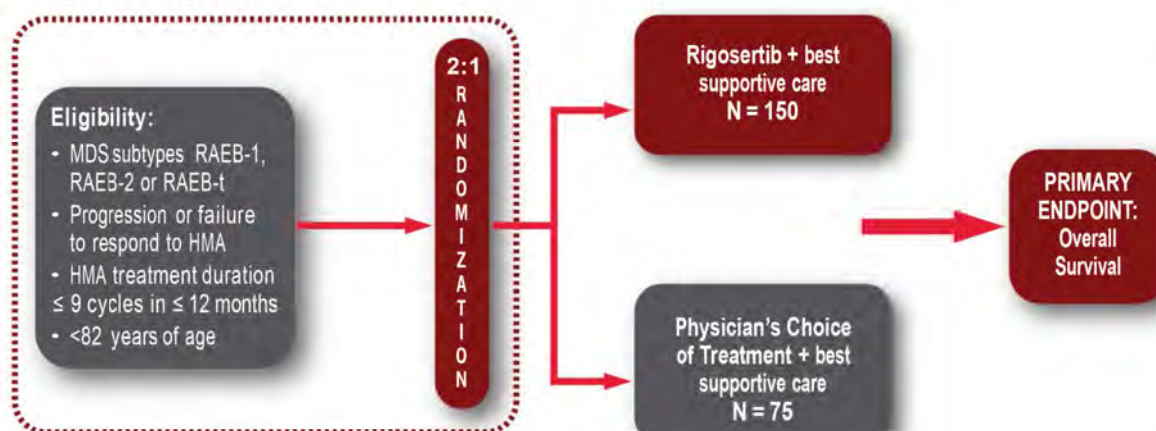 Eligibility:
• MDS subtypes RAEB-1,
RAEB-2 or RAEB-t
• Progression or failure
to respond to HMA
• HMA treatment duration
≤ 9 cycles in ≤ 12 months
• <82 years of age
2:1
RANDOMIZATION
Rigosertib + best
supportive care
N = 150
Physician's Choice
of Treatment + best
supportive care
N = 75
PRIMARY
ENDPOINT:
Overall
Survival